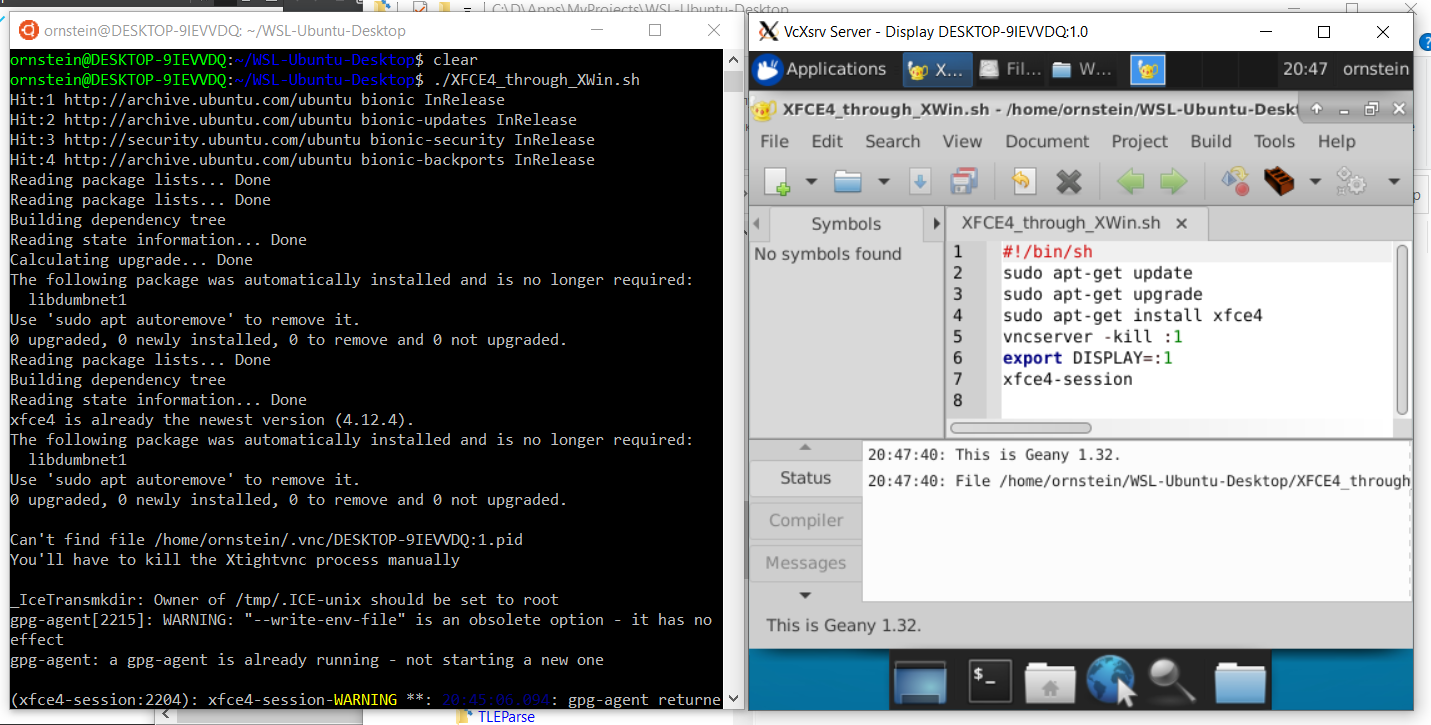 C:\D\Apps\MyProjects\WSL-Ubuntu-Desktop
ornstein@DESKTOP-9IEVVDQ: ~/WSL-Ubuntu-Desktop
ornstein@DESKTOP-9IEVVDQ:~/WSL-Ubuntu-Desktop$ clear
ornstein@DESKTOP-9IEVVDQ:~/WSL-Ubuntu-Desktop$ ./XFCE4_through_XWin.sh
Hit:1 http://archive.ubuntu.com/ubuntu bionic InRelease
Hit:2 http://archive.ubuntu.com/ubuntu bionic-updates InRelease
Hit:3 http://security.ubuntu.com/ubuntu bionic-security InRelease
Hit:4 http://archive.ubuntu.com/ubuntu bionic-backports InRelease
Reading package lists... Done
Reading package lists... Done
Building dependency tree
Reading state information... Done
Calculating upgrade... Done
The following package was automatically installed and is no longer required:
  libdumbnet1
Use 'sudo apt autoremove' to remove it.
0 upgraded, 0 newly installed, 0 to remove and 0 not upgraded.
Reading package lists... Done
Building dependency tree
Reading state information... Done
xfce4 is already the newest version (4.12.4).
The following package was automatically installed and is no longer required:
  libdumbnet1
Use 'sudo apt autoremove' to remove it.
0 upgraded, 0 newly installed, 0 to remove and 0 not upgraded.
Can't find file /home/ornstein/.vnc/DESKTOP-9IEVVDQ:1.pid
You'll have to kill the Xtightvnc process manually
_IceTransmkdir: Owner of /tmp/.ICE-unix should be set to root
gpg-agent[2215]: WARNING: "--write-env-file" is an obsolete option - it has no
effect
gpg-agent: a gpg-agent is already running - not starting a new one
(xfce4-session:2204): xfce4-session-WARNING **: 20:45:06.094: gpg-agent returne
TLEParse
VcXsrv Server - Display DESKTOP-9IEVVDQ:1.0
Applications X... Fil... W... 20:47 ornstein
XFCE4_through_XWin.sh - /home/ornstein/WSL-Ubuntu-Deskt
File Edit Search View Document Project Build Tools Help
Symbols XFCE4_through_XWin.sh
No symbols found
1 #!/bin/sh
2 sudo apt-get update
3 sudo apt-get upgrade
4 sudo apt-get install xfce4
5 vncserver -kill :1
6 export DISPLAY=:1
7 xfce4-session
8
20:47:40: This is Geany 1.32.
Status
20:47:40: File /home/ornstein/WSL-Ubuntu-Desktop/XFCE4_through
Compiler
Messages
This is Geany 1.32.
$_